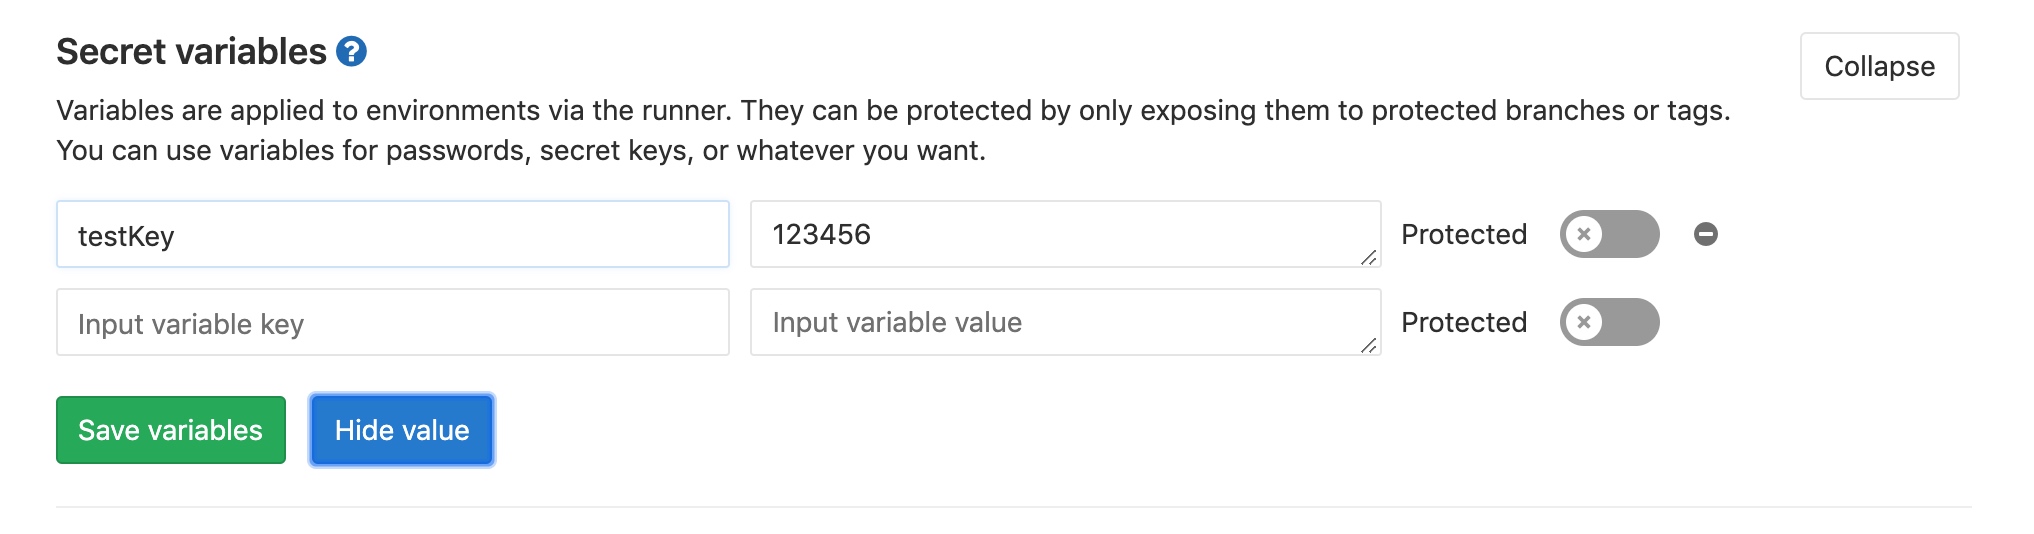 Secret variables ?
Collapse
Variables are applied to environments via the runner. They can be protected by only exposing them to protected branches or tags.
You can use variables for passwords, secret keys, or whatever you want.
testKey 123456 Protected
Input variable key Input variable value Protected
Save variables Hide value